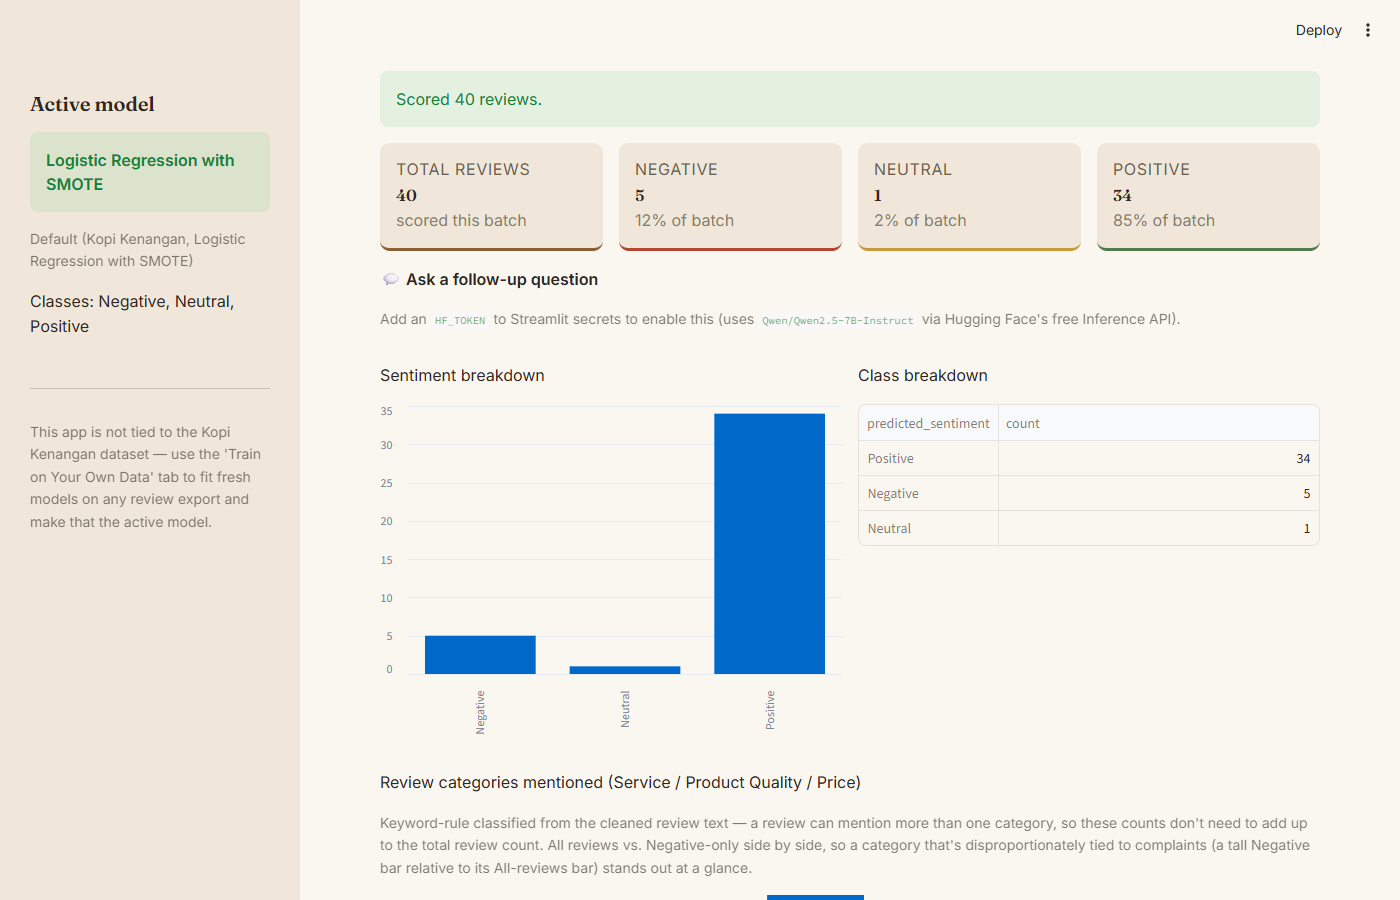 Deploy
Active model
Logistic Regression with
SMOTE
Default (Kopi Kenangan, Logistic
Regression with SMOTE)
Classes: Negative, Neutral,
Positive
This app is not tied to the Kopi
Kenangan dataset — use the 'Train
on Your Own Data' tab to fit fresh
models on any review export and
make that the active model.
Scored 40 reviews.
TOTAL REVIEWS
40
scored this batch
NEGATIVE
5
12% of batch
NEUTRAL
1
2% of batch
POSITIVE
34
85% of batch
Ask a follow-up question
Add an HF_TOKEN to Streamlit secrets to enable this (uses Qwen/Qwen2.5-7B-Instruct via Hugging Face's free Inference API).
Sentiment breakdown
35
30
25
20
15
10
5
0
Negative
Neutral
Positive
Class breakdown
predicted_sentiment count
Positive 34
Negative 5
Neutral 1
Review categories mentioned (Service / Product Quality / Price)
Keyword-rule classified from the cleaned review text — a review can mention more than one category, so these counts don't need to add up
to the total review count. All reviews vs. Negative-only side by side, so a category that's disproportionately tied to complaints (a tall Negative
bar relative to its All-reviews bar) stands out at a glance.